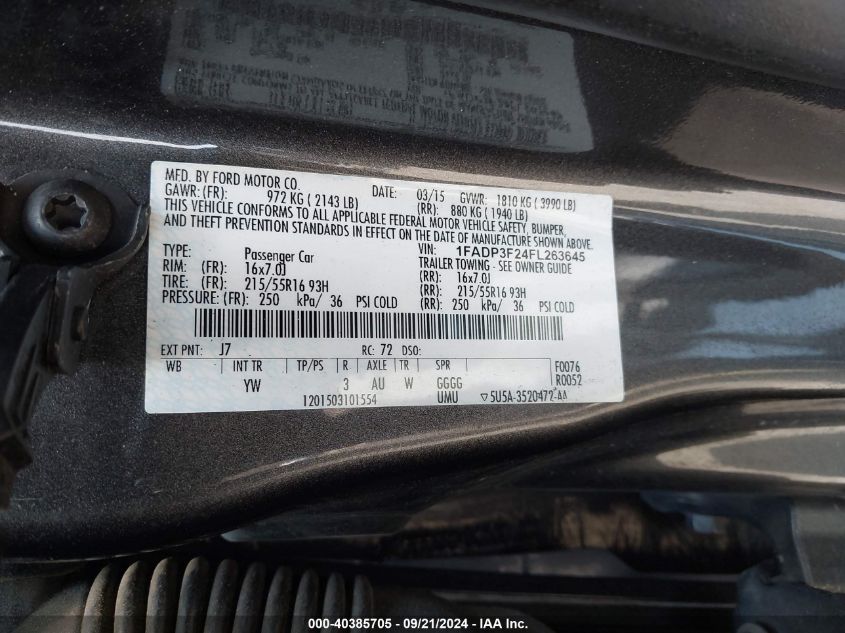 MFD. BY FORD MOTOR CO. DATE: 03/15 GVWR: 1810 KG ( 3990 LB)
GAWR: (FR): 972 KG ( 2143 LB) (RR): 880 KG ( 1940 LB)
THIS VEHICLE CONFORMS TO ALL APPLICABLE FEDERAL MOTOR VEHICLE SAFETY, BUMPER,
AND THEFT PREVENTION STANDARDS IN EFFECT ON THE DATE OF MANUFACTURE SHOWN ABOVE.
VIN: 1FADP3F24FL263645
TYPE: Passenger Car TRAILER TOWING - SEE OWNER GUIDE
RIM: (FR) 16x7.0J (RR): 16x7.0J
TIRE: (FR) 215/55R16 93H (RR): 215/55R16 93H
PRESSURE: (FR) 250 kPa/ 36 PSI COLD (RR): 250 kPa/ 36 PSI COLD
EXT PNT: J7 RC: 72 DSO:
WB INT TR TP/PS R AXLE TR SPR F0076
YW 3 AU W GGGG R0052
1201503101554 UMU ▽5U5A-3520472-AA
000-40385705 - 09/21/2024 - IAA Inc.